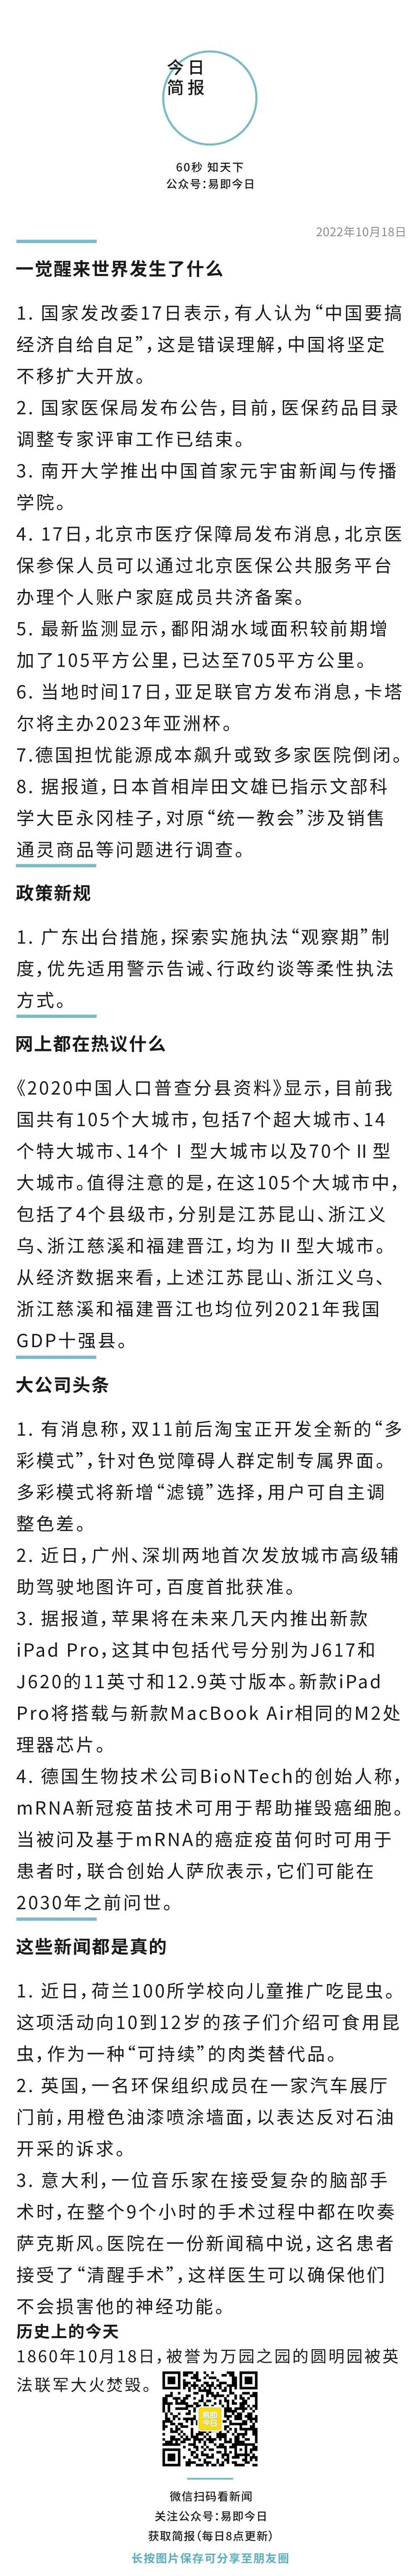 今日
简报
60秒 知天下
公众号:易即今日
2022年10月18日
一觉醒来世界发生了什么
1. 国家发改委17日表示,有人认为“中国要搞
经济自给自足”,这是错误理解,中国将坚定
不移扩大开放。
2. 国家医保局发布公告,目前,医保药品目录
调整专家评审工作已结束。
3. 南开大学推出中国首家元宇宙新闻与传播
学院。
4. 17日,北京市医疗保障局发布消息,北京医
保参保人员可以通过北京医保公共服务平台
办理个人账户家庭成员共济备案。
5. 最新监测显示,鄱阳湖水域面积较前期增
加了105平方公里,已达至705平方公里。
6. 当地时间17日,亚足联官方发布消息,卡塔
尔将主办2023年亚洲杯。
7.德国担忧能源成本飙升或致多家医院倒闭。
8. 据报道,日本首相岸田文雄已指示文部科
学大臣永冈桂子,对原“统一教会”涉及销售
通灵商品等问题进行调查。
政策新规
1. 广东出台措施,探索实施执法“观察期”制
度,优先适用警示告诫、行政约谈等柔性执法
方式。
网上都在热议什么
《2020中国人口普查分县资料》显示,目前我
国共有105个大城市,包括7个超大城市、14
个特大城市、14个Ⅰ型大城市以及70个Ⅱ型
大城市。值得注意的是,在这105个大城市中,
包括了4个县级市,分别是江苏昆山、浙江义
乌、浙江慈溪和福建晋江,均为Ⅱ型大城市。
从经济数据来看,上述江苏昆山、浙江义乌、
浙江慈溪和福建晋江也均位列2021年我国
GDP十强县。
大公司头条
1. 有消息称,双11前后淘宝正开发全新的“多
彩模式”,针对色觉障碍人群定制专属界面。
多彩模式将新增“滤镜”选择,用户可自主调
整色差。
2. 近日,广州、深圳两地首次发放城市高级辅
助驾驶地图许可,百度首批获准。
3. 据报道,苹果将在未来几天内推出新款
iPad Pro,这其中包括代号分别为J617和
J620的11英寸和12.9英寸版本。新款iPad
Pro将搭载与新款MacBook Air相同的M2处
理器芯片。
4. 德国生物技术公司BioNTech的创始人称,
mRNA新冠疫苗技术可用于帮助摧毁癌细胞。
当被问及基于mRNA的癌症疫苗何时可用于
患者时,联合创始人萨欣表示,它们可能在
2030年之前问世。
这些新闻都是真的
1. 近日,荷兰100所学校向儿童推广吃昆虫。
这项活动向10到12岁的孩子们介绍可食用昆
虫,作为一种“可持续”的肉类替代品。
2. 英国,一名环保组织成员在一家汽车展厅
门前,用橙色油漆喷涂墙面,以表达反对石油
开采的诉求。
3. 意大利,一位音乐家在接受复杂的脑部手
术时,在整个9个小时的手术过程中都在吹奏
萨克斯风。医院在一份新闻稿中说,这名患者
接受了“清醒手术”,这样医生可以确保他们
不会损害他的神经功能。
历史上的今天
1860年10月18日,被誉为万园之园的圆明园被英
法联军大火焚毁。
易即
今日
微信扫码看新闻
关注公众号:易即今日
获取简报(每日8点更新)
长按图片保存可分享至朋友圈